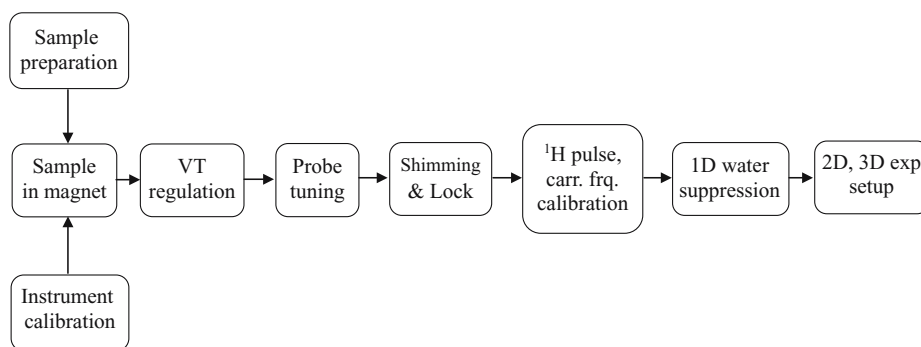 Sample
preparation
Sample
in magnet
VT
regulation
Probe
tuning
Shimming
& Lock
¹H pulse,
carr. frq.
calibration
1D water
suppression
2D, 3D exp
setup
Instrument
calibration